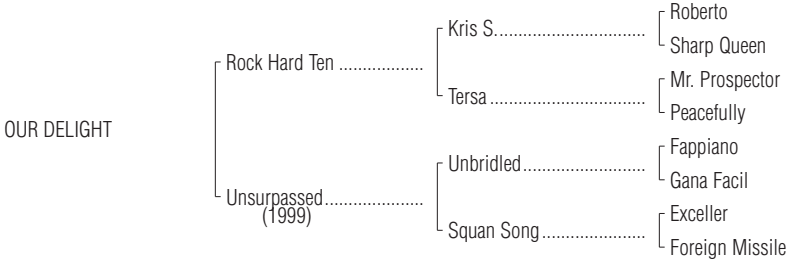 Roberto
Kris S.
Sharp Queen
Rock Hard Ten
Mr. Prospector
Tersa
Peacefully
OUR DELIGHT
Fappiano
Unbridled
Gana Facil
Unsurpassed
(1999)
Exceller
Squan Song
Foreign Missile